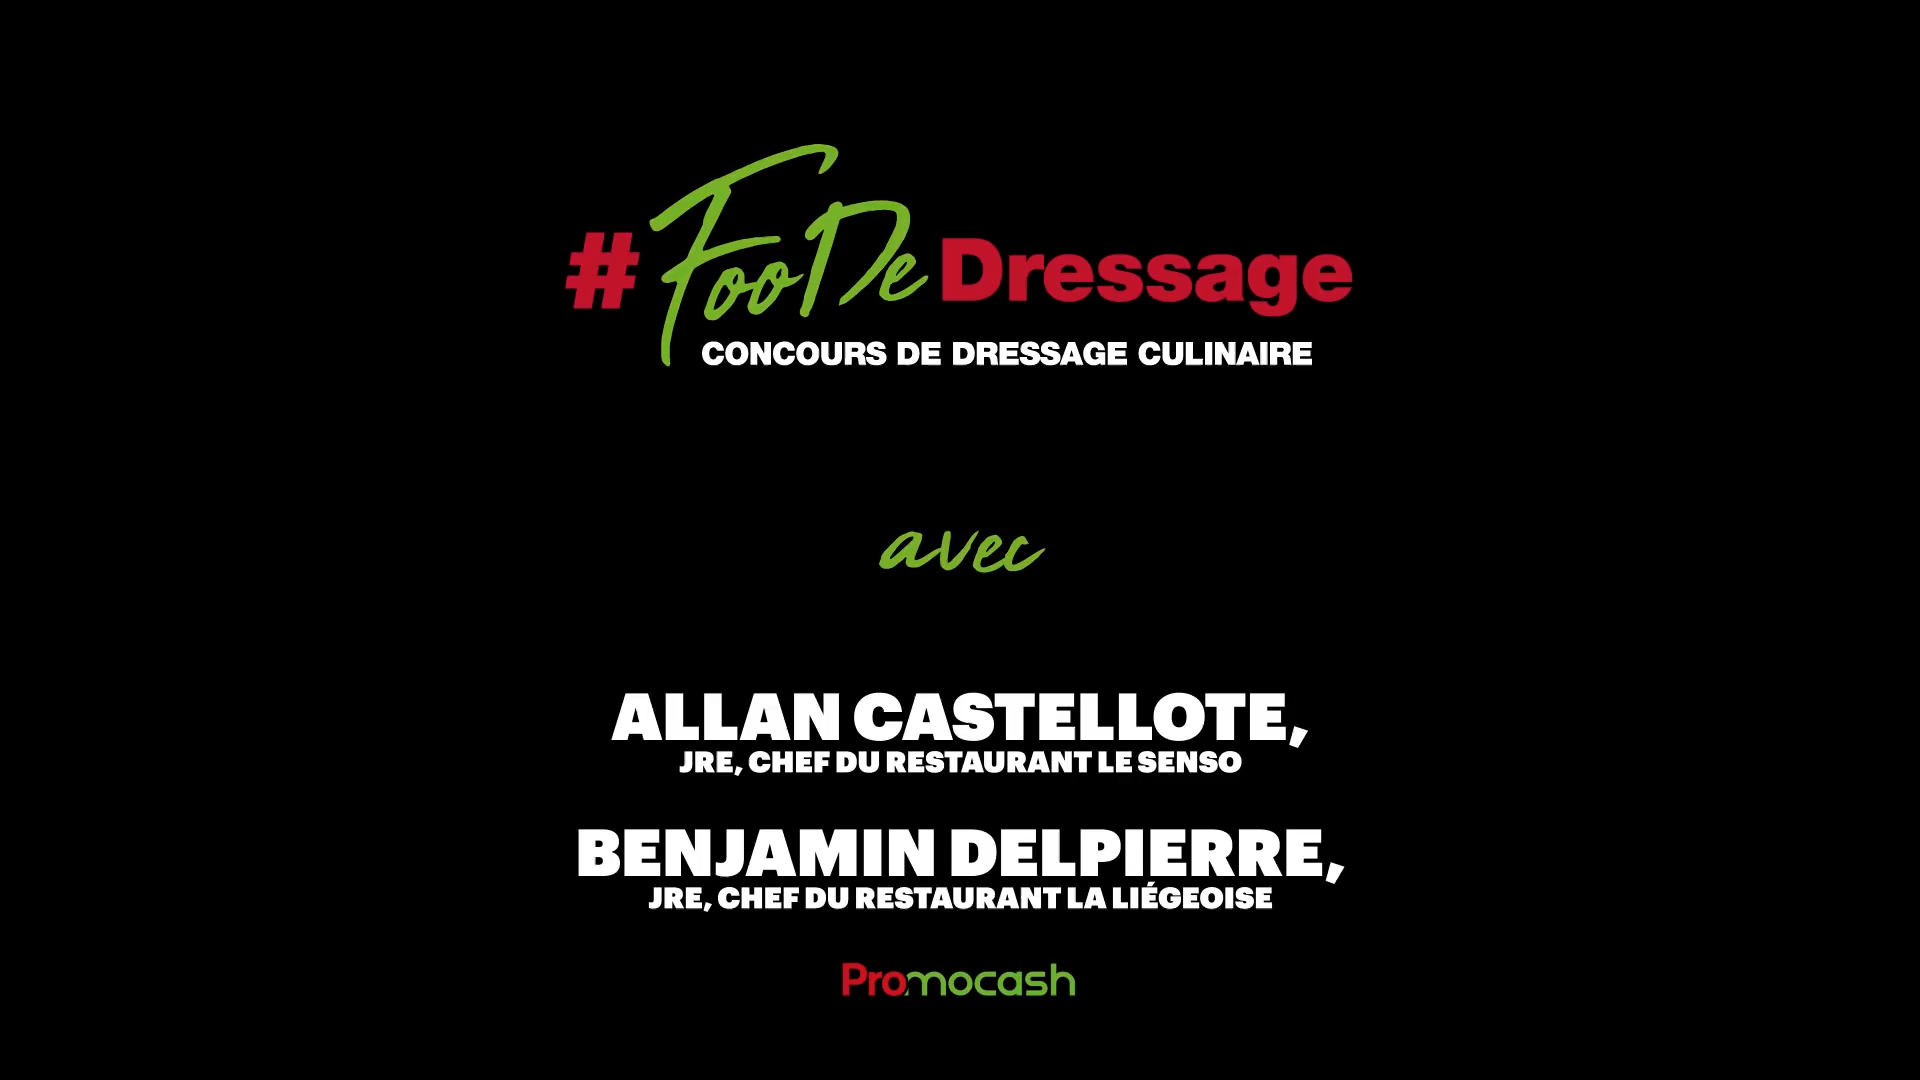 #FooDe Dressage
CONCOURS DE DRESSAGE CULINAIRE
avec
ALLAN CASTELLOTE,
JRE, CHEF DU RESTAURANT LE SENSO
BENJAMIN DELPIERRE,
JRE, CHEF DU RESTAURANT LA LIÉGEOISE
Promocash